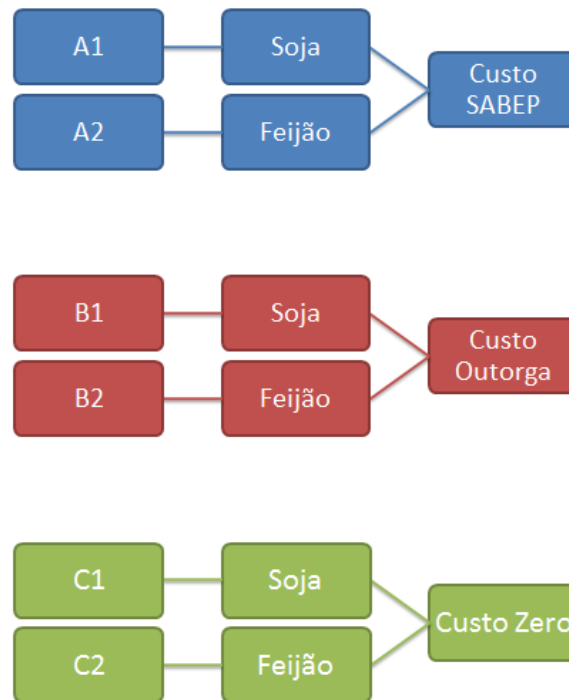 A1
Soja
Custo
SABEP
A2
Feijão
B1
Soja
Custo
Outorga
B2
Feijão
C1
Soja
Custo Zero
C2
Feijão